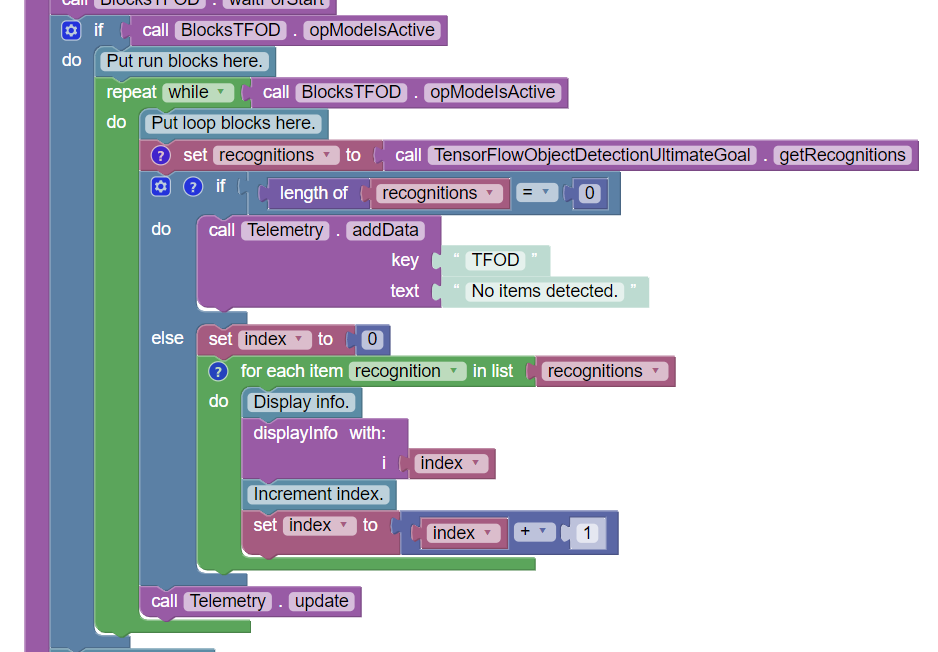 call BlocksTFOD . waitForStart
if call BlocksTFOD . opModeIsActive
do Put run blocks here.
repeat while call BlocksTFOD . opModeIsActive
do Put loop blocks here.
? set recognitions to call TensorFlowObjectDetectionUltimateGoal . getRecognitions
? if length of recognitions = 0
do call Telemetry . addData
key “ TFOD ”
text “ No items detected. ”
else set index to 0
? for each item recognition in list recognitions
do Display info.
displayInfo with:
i index
Increment index.
set index to index + 1
call Telemetry . update